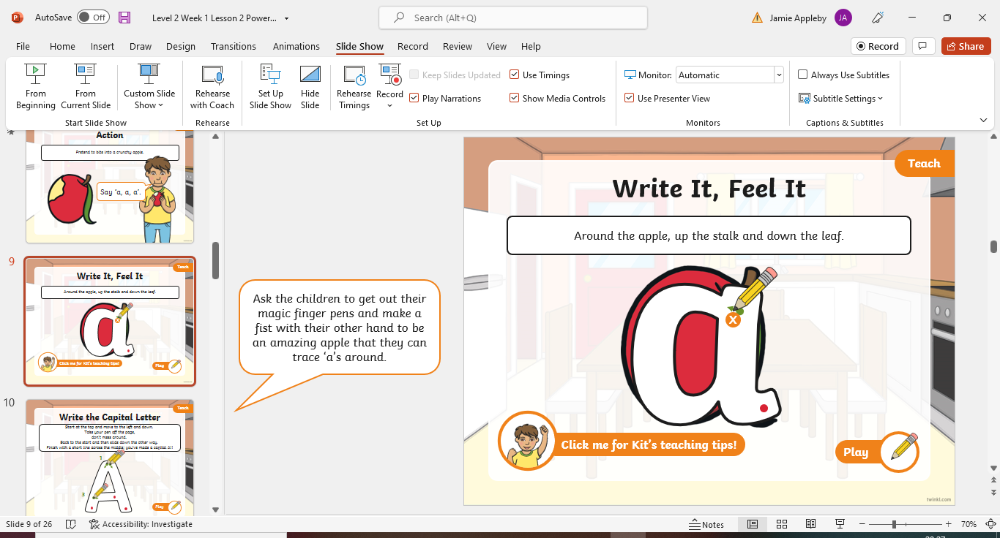 AutoSave Off Level 2 Week 1 Lesson 2 Power... Search (Alt+Q) Jamie Appleby JA
File Home Insert Draw Design Transitions Animations Slide Show Record Review View Help Record Share
From Beginning
From Current Slide
Custom Slide Show
Rehearse with Coach
Set Up Slide Show
Hide Slide
Rehearse Timings
Record
Keep Slides Updated
Play Narrations
Use Timings
Show Media Controls
Monitor: Automatic
Use Presenter View
Always Use Subtitles
Subtitle Settings
Start Slide Show Rehearse Set Up Monitors Captions & Subtitles
Action
Pretend to bite into a crunchy apple.
Say ‘a, a, a’.
9
Teach
Write It, Feel It
Around the apple, up the stalk and down the leaf.
a
x
Click me for Kit's teaching tips!
Play
10
Teach
Write the Capital Letter
Start at the top and move to the left and down.
Take your pen off the page,
don't mess around.
Back to the start and then slide down the other way.
Finish with a short line across the middle; you've made a capital A!
1
A
3
Play
Ask the children to get out their
magic finger pens and make a
fist with their other hand to be
an amazing apple that they can
trace ‘a’s around.
Teach
Write It, Feel It
Around the apple, up the stalk and down the leaf.
a
x
Click me for Kit's teaching tips!
Play
twinkl.com
Slide 9 of 26 Accessibility: Investigate Notes 70%